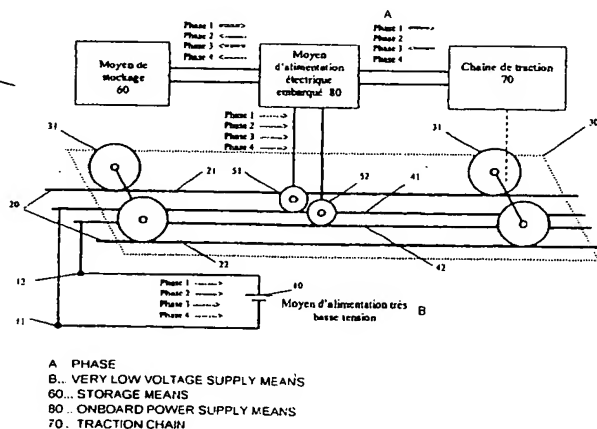 A
Phase 1
Phase 2
Phase 3
Phase 4
Phase 1
Phase 2
Phase 3
Phase 4
Moyen de
stockage
60
Moyen
d'alimentation
électrique
embarqué 80
Chaine de traction
70
Phase 1
Phase 2
Phase 3
Phase 4
31
31
30
21
51
52
41
20
22
42
12
11
Phase 1
Phase 2
Phase 3
Phase 4
10
Moyen d'alimentation très
basse tension
B
A PHASE
B... VERY LOW VOLTAGE SUPPLY MEANS
60... STORAGE MEANS
80.. ONBOARD POWER SUPPLY MEANS
70. TRACTION CHAIN